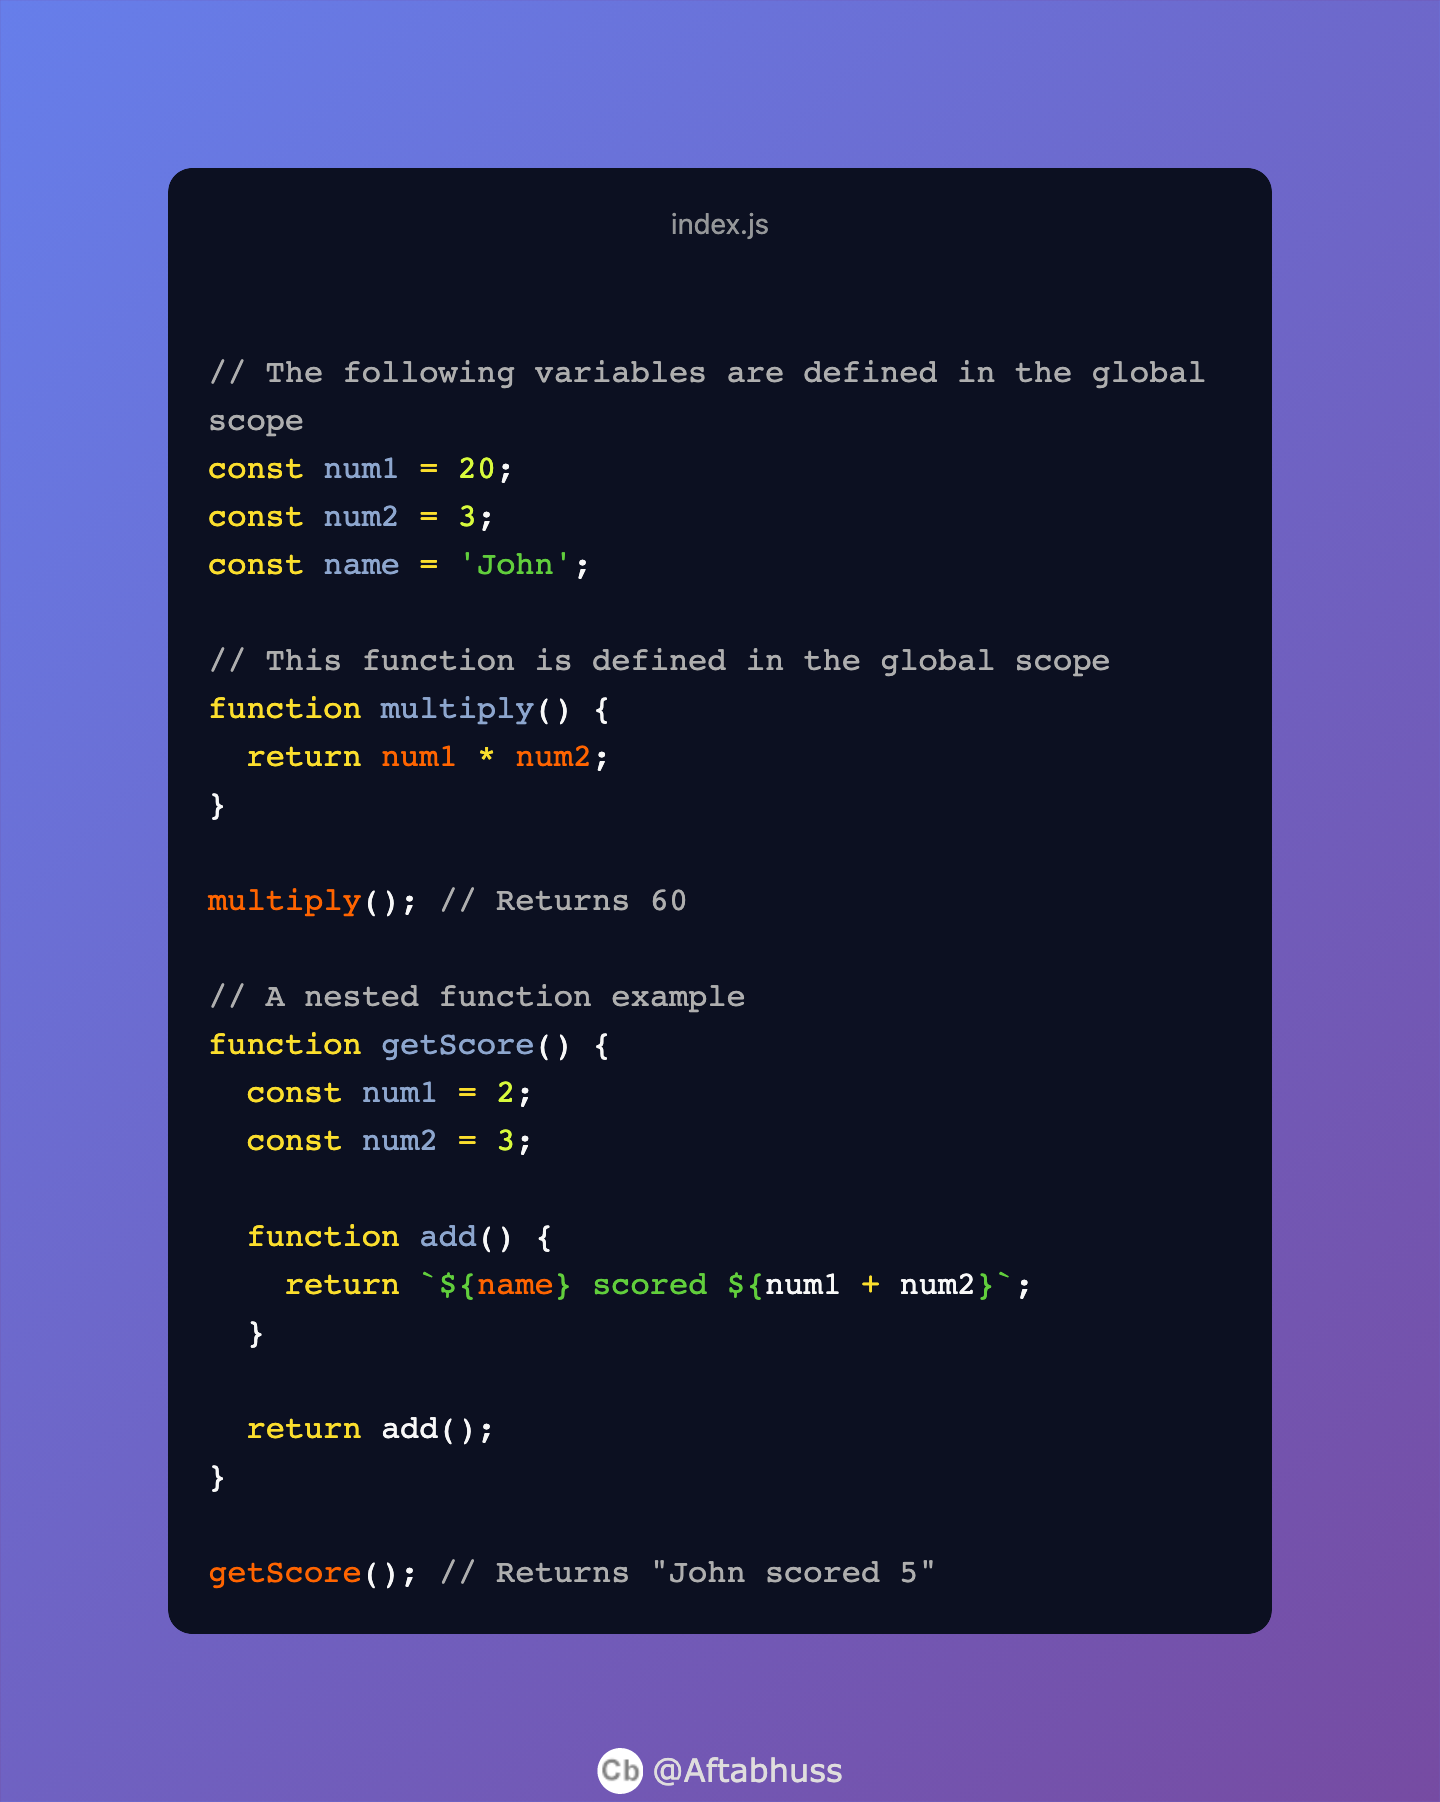 index.js
// The following variables are defined in the global
scope
const num1 = 20;
const num2 = 3;
const name = 'John';
// This function is defined in the global scope
function multiply() {
  return num1 * num2;
}
multiply(); // Returns 60
// A nested function example
function getScore() {
  const num1 = 2;
  const num2 = 3;
  function add() {
    return `${name} scored ${num1 + num2}`;
  }
  return add();
}
getScore(); // Returns "John scored 5"
Cb @Aftabhuss